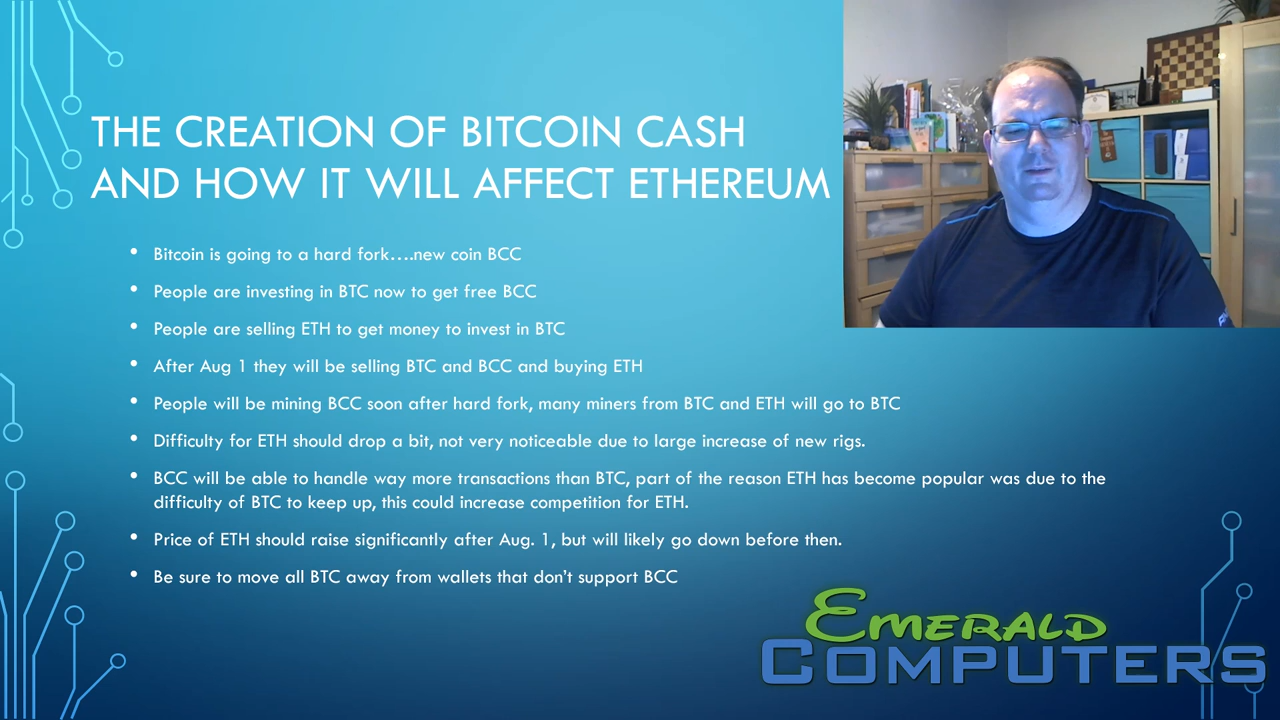 THE CREATION OF BITCOIN CASH
AND HOW IT WILL AFFECT ETHEREUM
• Bitcoin is going to a hard fork....new coin BCC
• People are investing in BTC now to get free BCC
• People are selling ETH to get money to invest in BTC
• After Aug 1 they will be selling BTC and BCC and buying ETH
• People will be mining BCC soon after hard fork, many miners from BTC and ETH will go to BTC
• Difficulty for ETH should drop a bit, not very noticeable due to large increase of new rigs.
• BCC will be able to handle way more transactions than BTC, part of the reason ETH has become popular was due to the
difficulty of BTC to keep up, this could increase competition for ETH.
• Price of ETH should raise significantly after Aug. 1, but will likely go down before then.
• Be sure to move all BTC away from wallets that don't support BCC
EMERALD
COMPUTERS